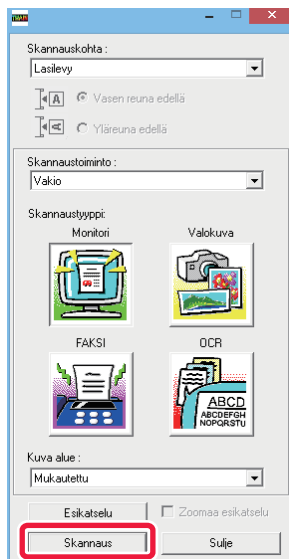 Skannauskohta :
Lasilevy
A Vasen reuna edellä
A Yläreuna edellä
Skannaustoiminto :
Vakio
Skannaustyyppi:
Monitori Valokuva
FAKSI OCR
ABCD
ABCDEFGH
NOPQRSTU
Kuva alue :
Mukautettu
Esikatselu Zoomaa esikatselu
Skannaus Sulje